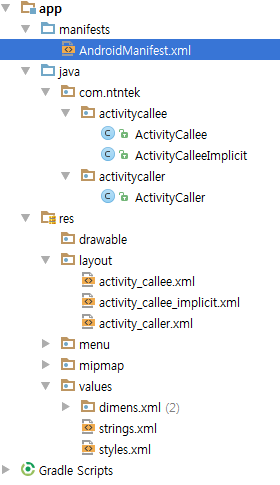 app
manifests
AndroidManifest.xml
java
com.ntntek
activitycallee
ActivityCallee
ActivityCalleeImplicit
activitycaller
ActivityCaller
res
drawable
layout
activity_callee.xml
activity_callee_implicit.xml
activity_caller.xml
menu
mipmap
values
dimens.xml (2)
strings.xml
styles.xml
Gradle Scripts